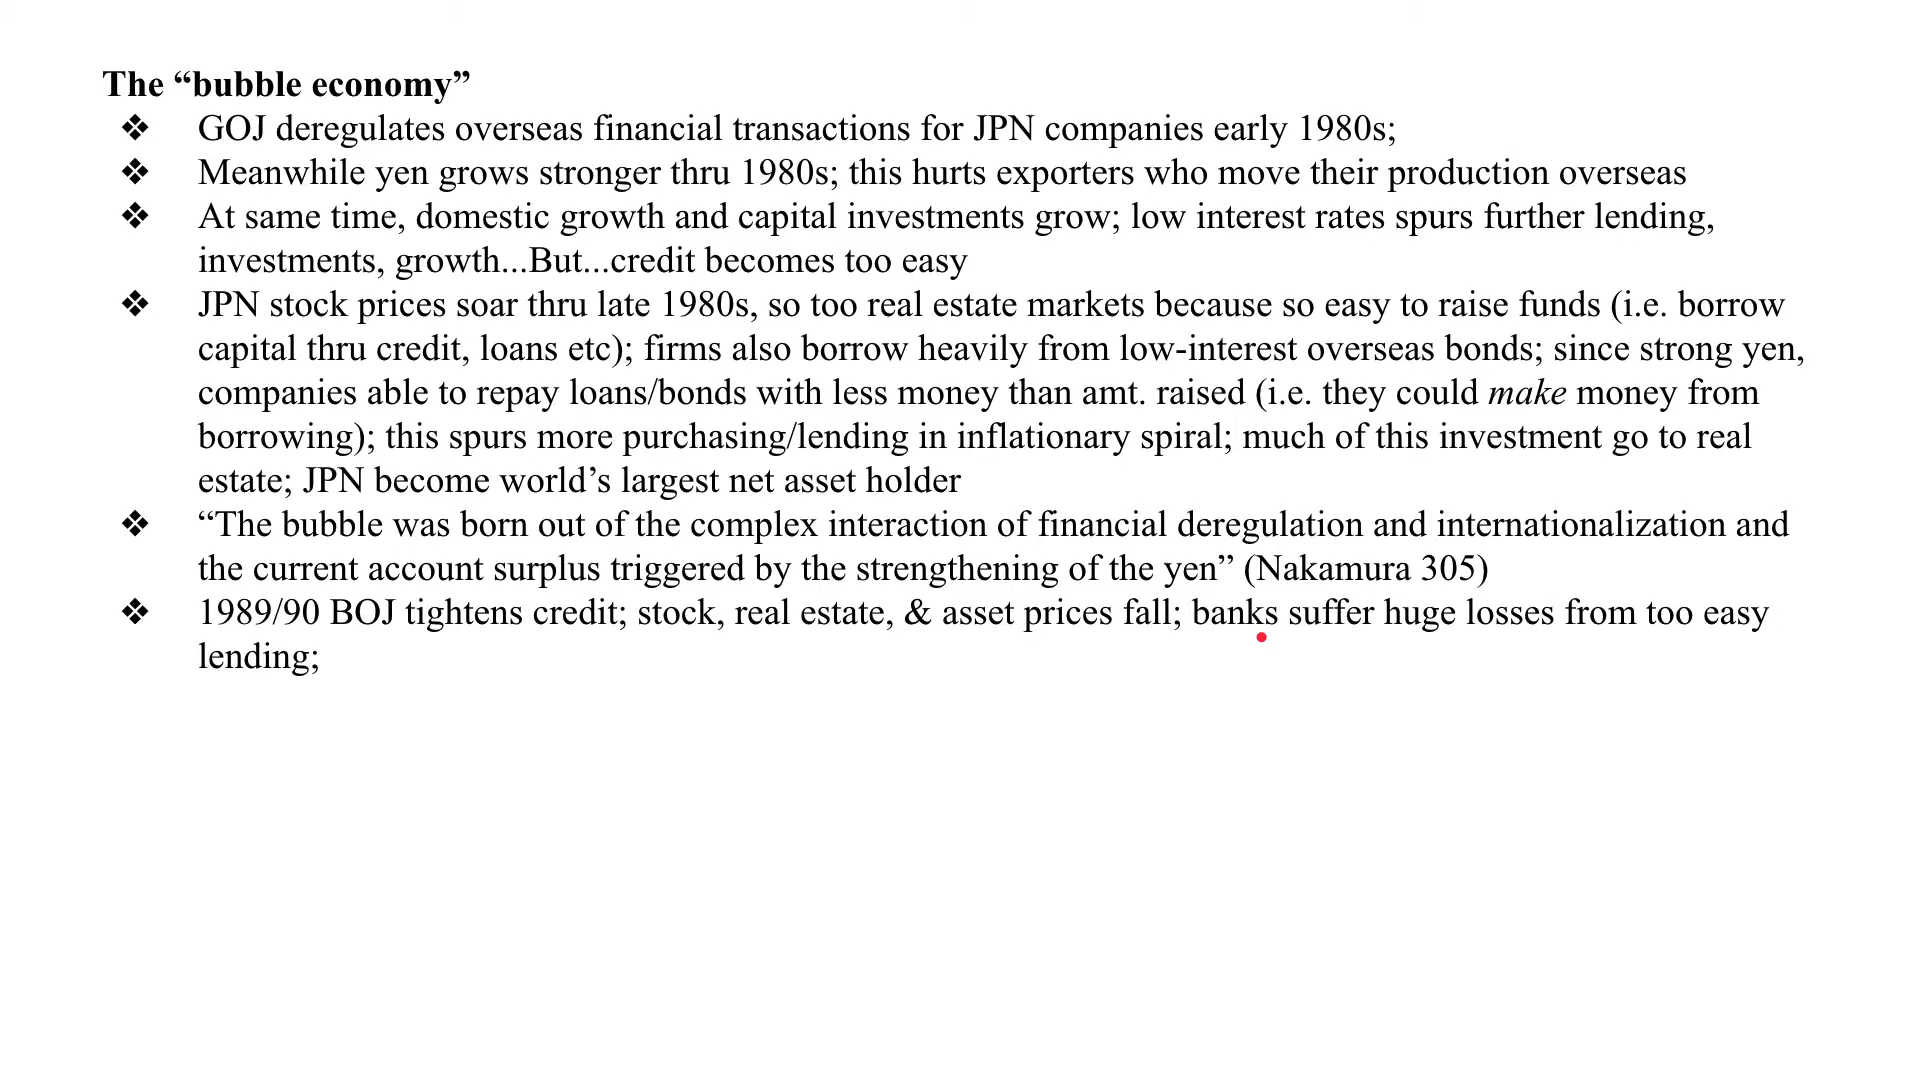 The “bubble economy”
❖ GOJ deregulates overseas financial transactions for JPN companies early 1980s;
❖ Meanwhile yen grows stronger thru 1980s; this hurts exporters who move their production overseas
❖ At same time, domestic growth and capital investments grow; low interest rates spurs further lending,
investments, growth...But...credit becomes too easy
❖ JPN stock prices soar thru late 1980s, so too real estate markets because so easy to raise funds (i.e. borrow
capital thru credit, loans etc); firms also borrow heavily from low-interest overseas bonds; since strong yen,
companies able to repay loans/bonds with less money than amt. raised (i.e. they could make money from
borrowing); this spurs more purchasing/lending in inflationary spiral; much of this investment go to real
estate; JPN become world’s largest net asset holder
❖ “The bubble was born out of the complex interaction of financial deregulation and internationalization and
the current account surplus triggered by the strengthening of the yen” (Nakamura 305)
❖ 1989/90 BOJ tightens credit; stock, real estate, & asset prices fall; banks suffer huge losses from too easy
lending;